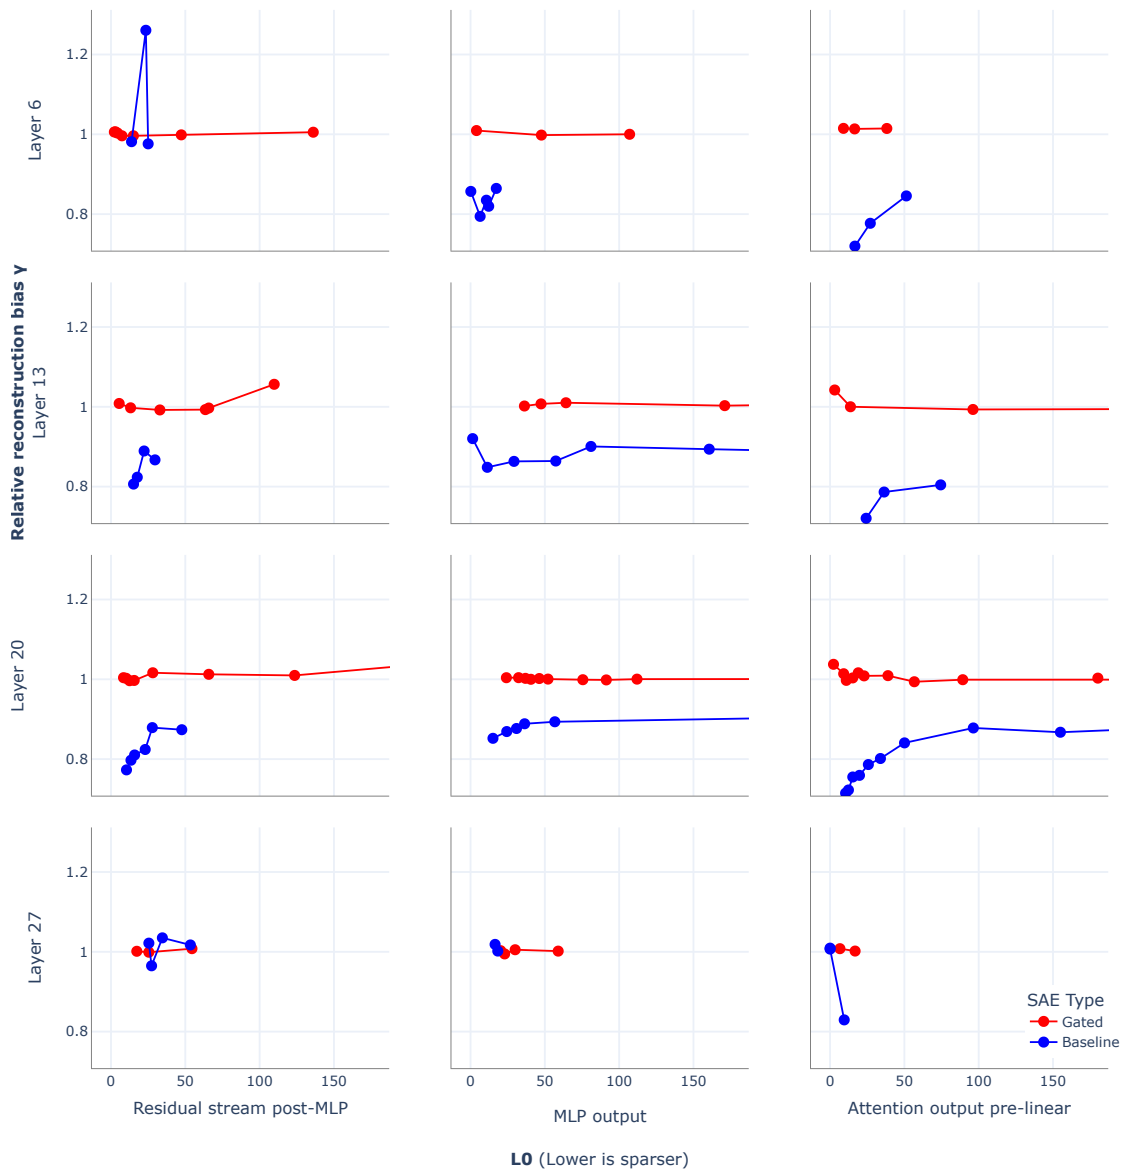 Relative reconstruction bias γ
Layer 6
1.2
1
0.8
Layer 13
1.2
1
0.8
Layer 20
1.2
1
0.8
Layer 27
1.2
1
0.8
0 50 100 150
0 50 100 150
0 50 100 150
Residual stream post-MLP
MLP output
Attention output pre-linear
SAE Type
Gated
Baseline
L0 (Lower is sparser)